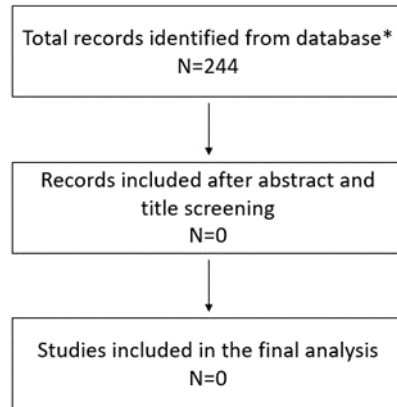 Total records identified from database*
N=244
Records included after abstract and
title screening
N=0
Studies included in the final analysis
N=0